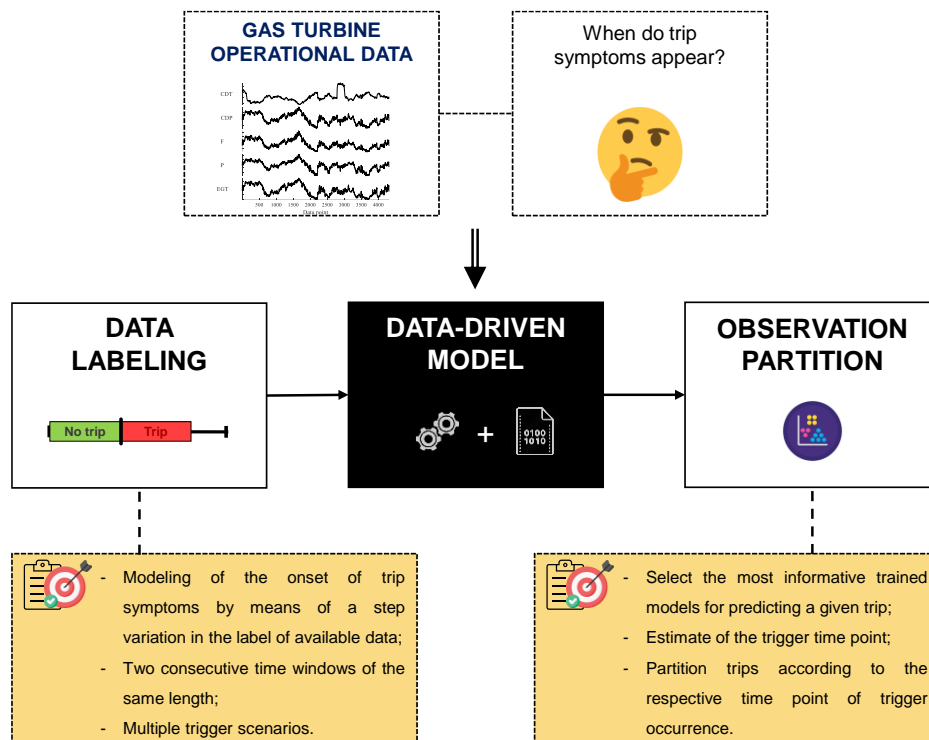 GAS TURBINE
OPERATIONAL DATA
CDT
CDP
F
P
EGT
500 1000 1500 2000 2500 3000 3500 4000
Data point
When do trip
symptoms appear?
DATA
LABELING
No trip Trip
DATA-DRIVEN
MODEL
+
0100
1010
OBSERVATION
PARTITION
- Modeling of the onset of trip
symptoms by means of a step
variation in the label of available data;
- Two consecutive time windows of the
same length;
- Multiple trigger scenarios.
- Select the most informative trained
models for predicting a given trip;
- Estimate of the trigger time point;
- Partition trips according to the
respective time point of trigger
occurrence.